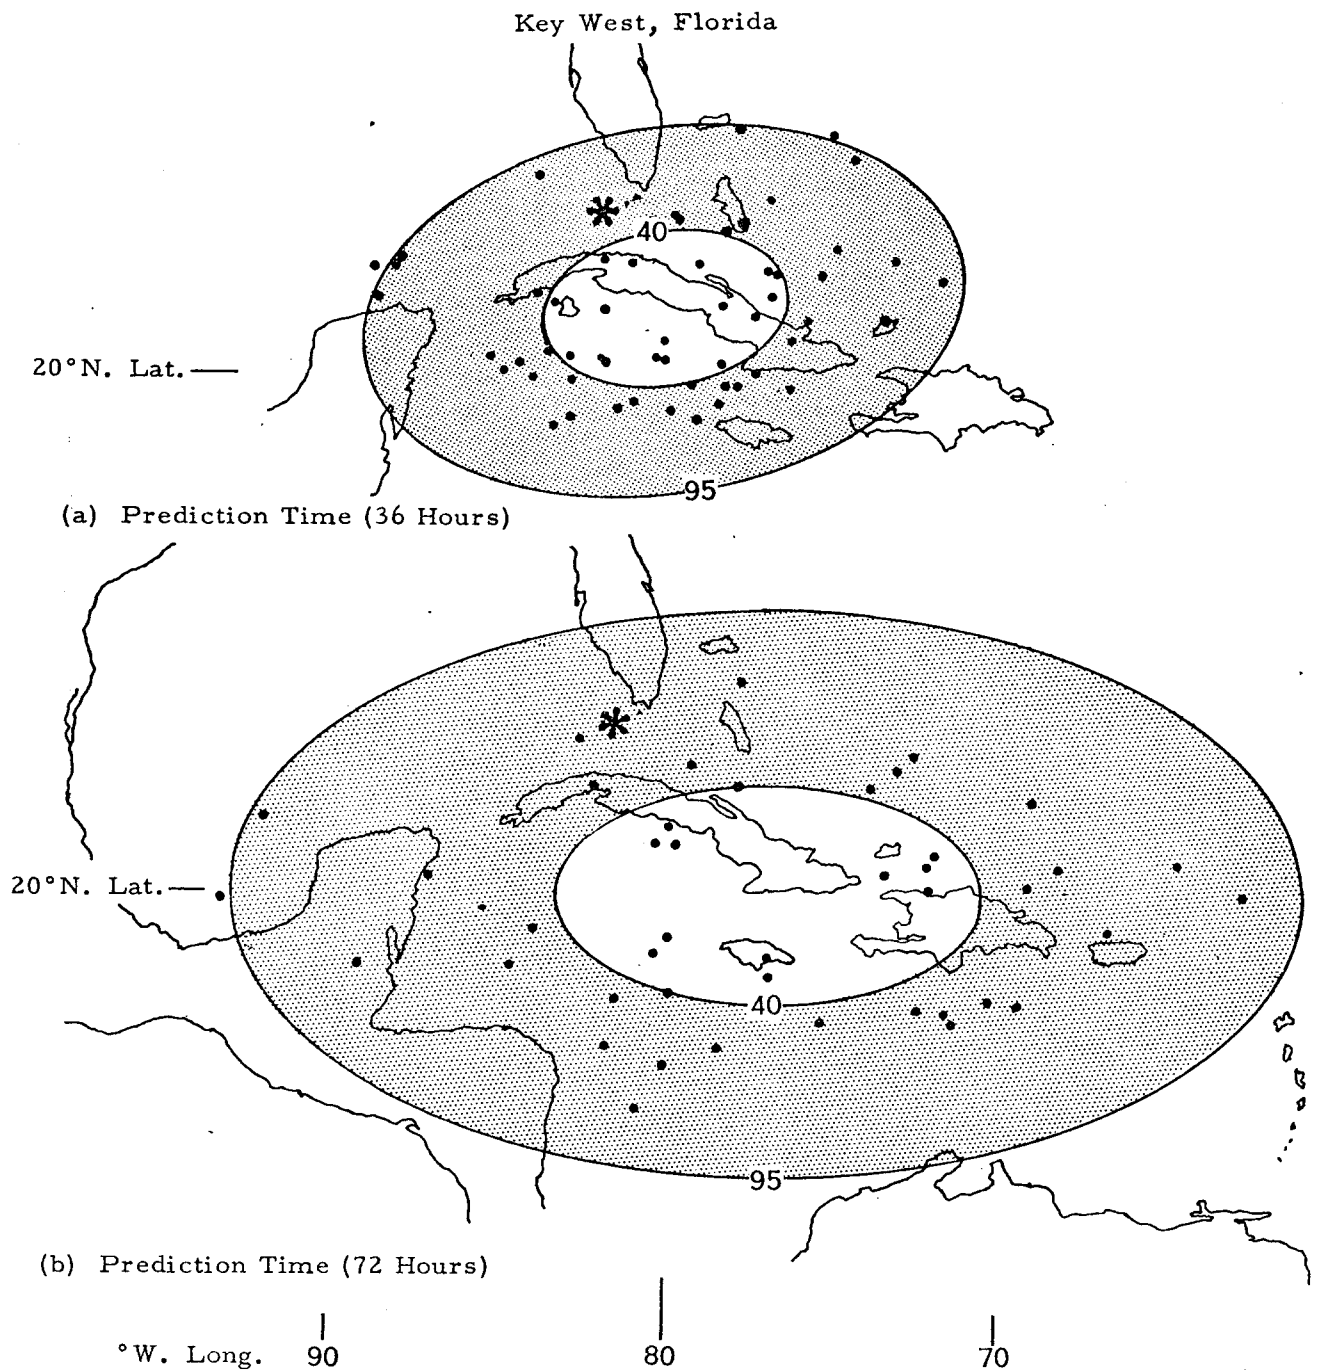 Key West, Florida
40
20°N. Lat.
95
(a) Prediction Time (36 Hours)
20°N. Lat.
40
95
(b) Prediction Time (72 Hours)
°W. Long. 90 80 70